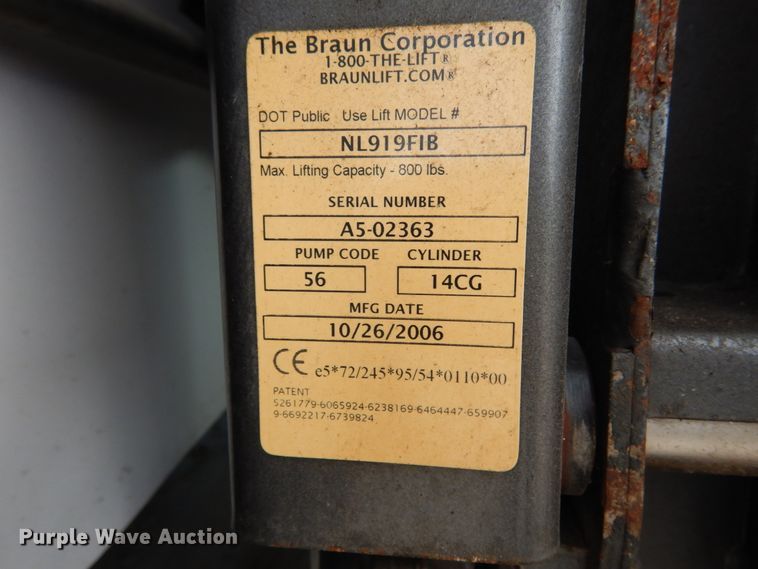 The Braun Corporation
1-800-THE-LIFT®
BRAUNLIFT.COM®
DOT Public Use Lift MODEL #
NL919FIB
Max. Lifting Capacity - 800 lbs.
SERIAL NUMBER
A5-02363
PUMP CODE CYLINDER
56 14CG
MFG DATE
10/26/2006
CE e5*72/245*95/54*0110*00
PATENT
5261779-6065924-6238169-6464447-659907
9-6692217-6739824
Purple Wave Auction